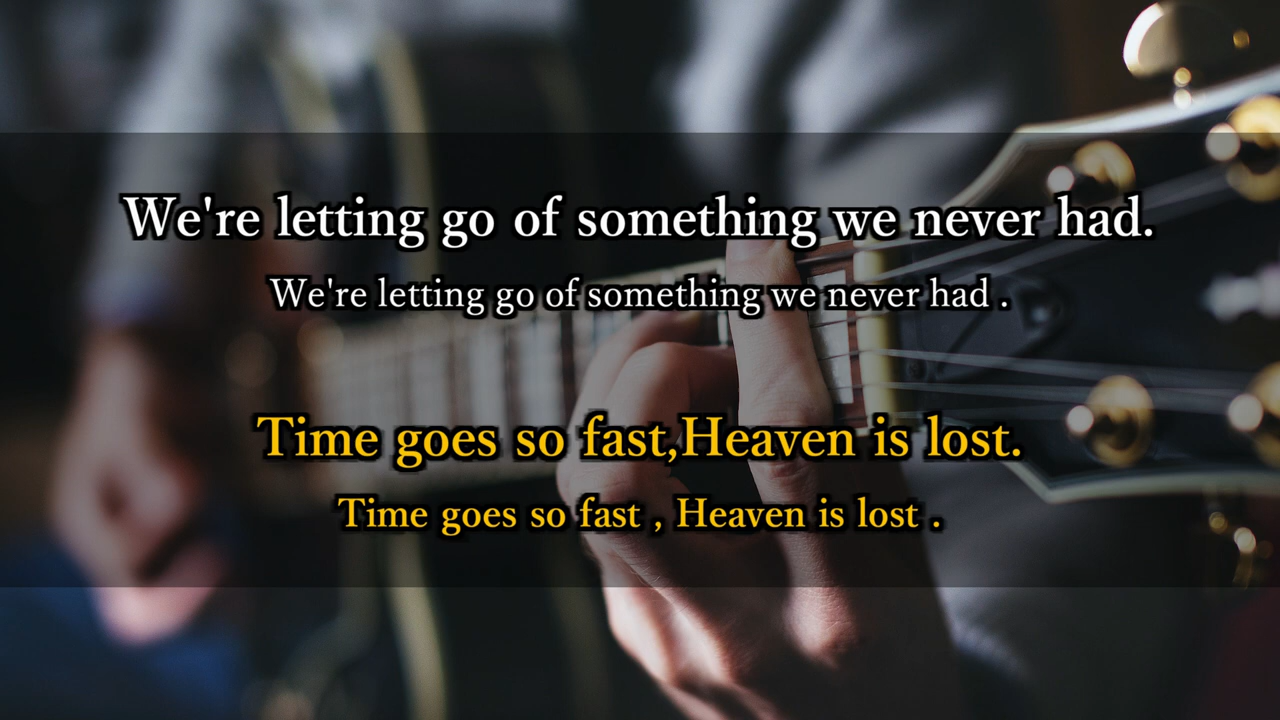 We're letting go of something we never had.
We're letting go of something we never had .
Time goes so fast,Heaven is lost.
Time goes so fast , Heaven is lost .